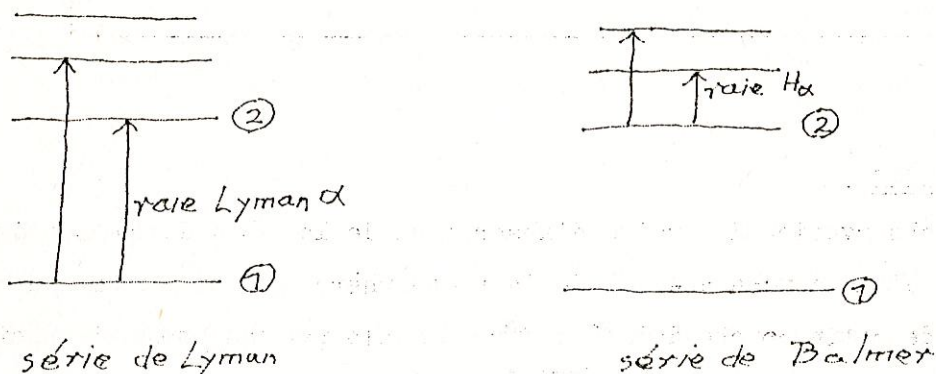 raie Hα
②
②
raie Lyman α
①
①
série de Lyman
série de Balmer